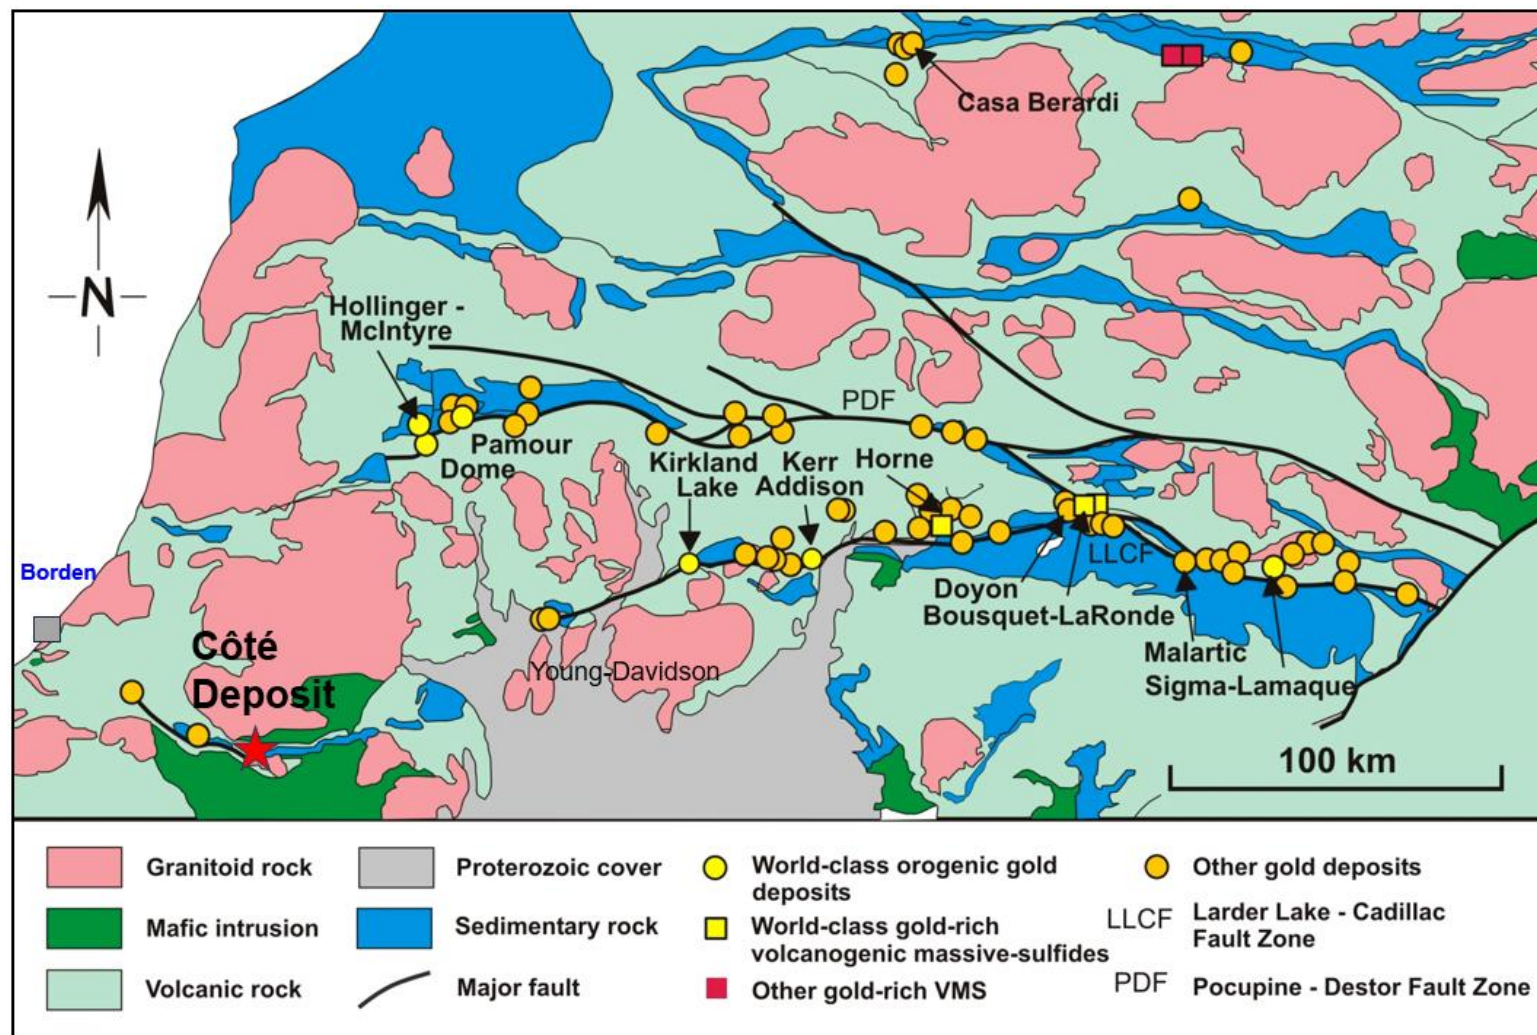 Casa Berardi
N
Hollinger -
McIntyre
PDF
Pamour
Dome
Kirkland
Lake
Kerr
Addison
Horne
LLCF
Borden
Doyon
Bousquet-LaRonde
Côté
Deposit
Young-Davidson
Malartic
Sigma-Lamaque
100 km
Granitoid rock
Proterozoic cover
World-class orogenic gold
deposits
Other gold deposits
Mafic intrusion
Sedimentary rock
World-class gold-rich
volcanogenic massive-sulfides
LLCF
Larder Lake - Cadillac
Fault Zone
Volcanic rock
Major fault
Other gold-rich VMS
PDF
Pocupine - Destor Fault Zone